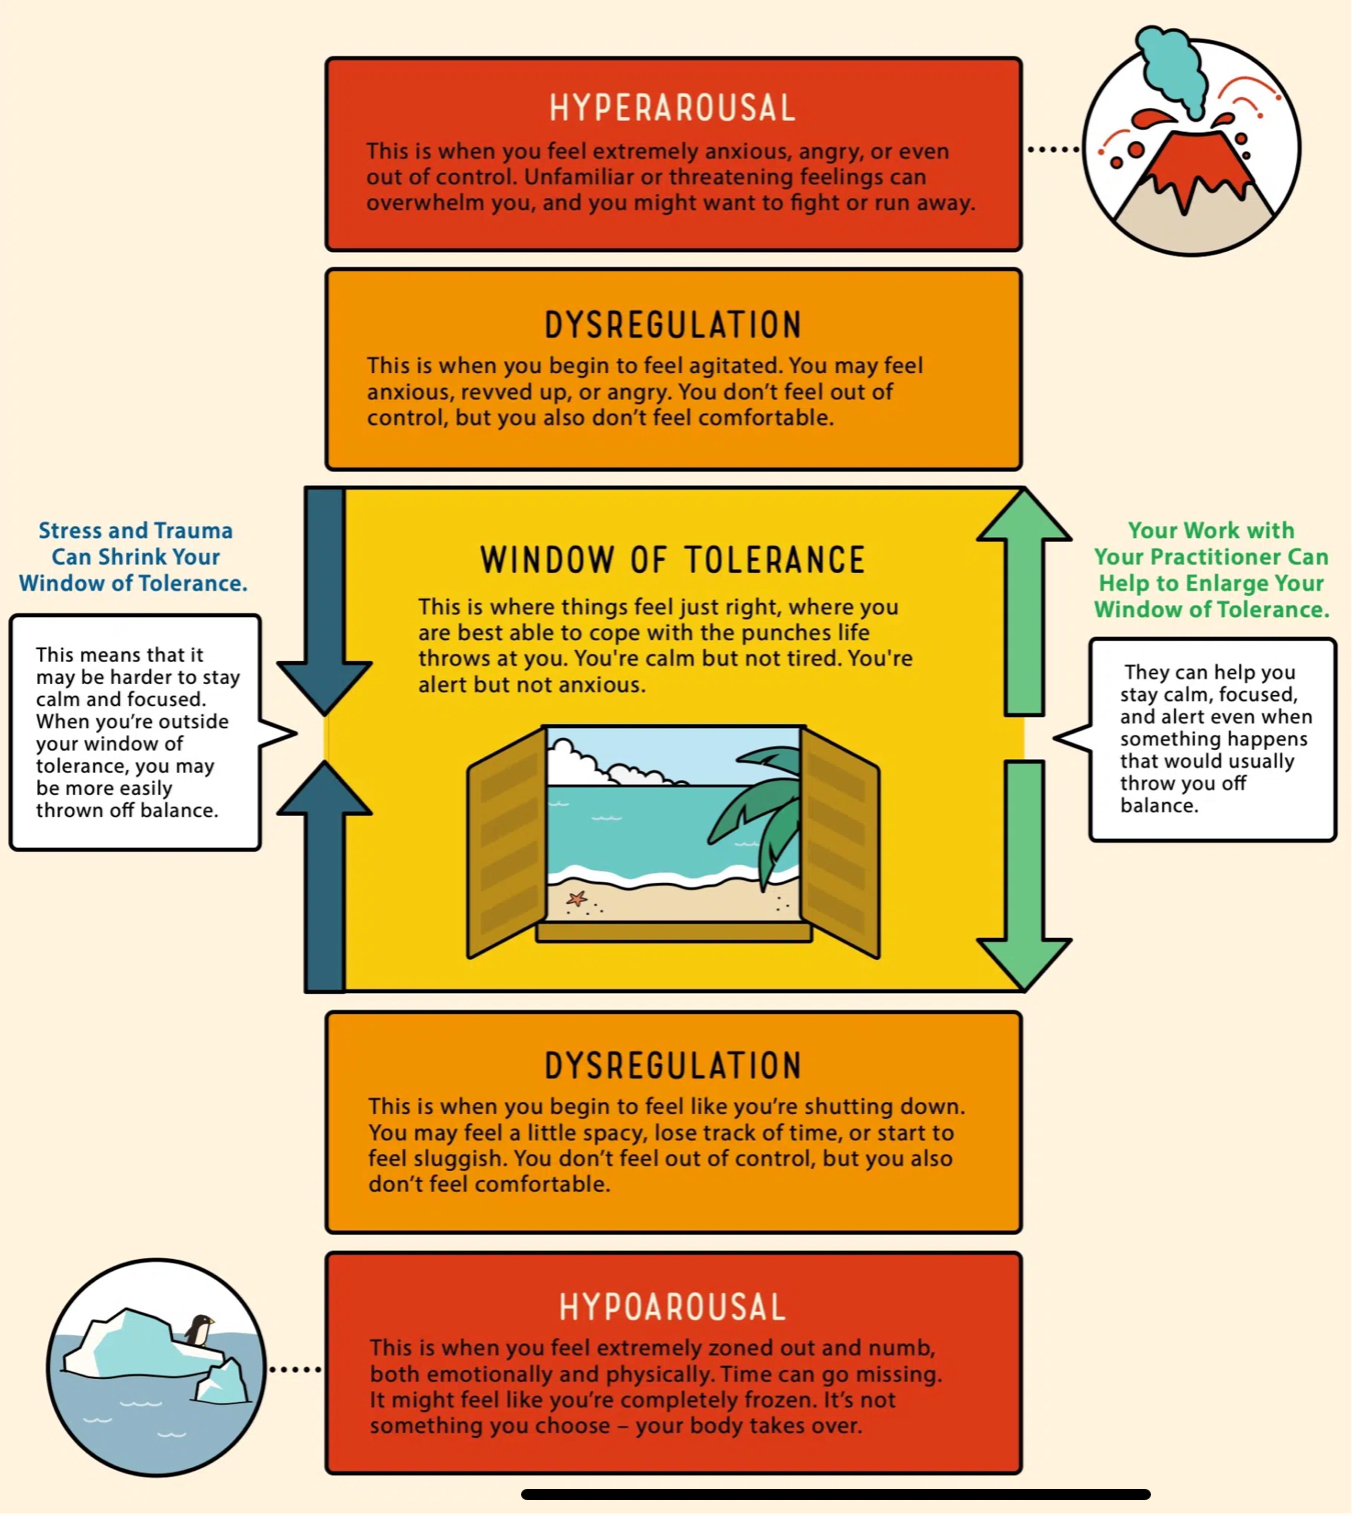 HYPERAROUSAL
This is when you feel extremely anxious, angry, or even
out of control. Unfamiliar or threatening feelings can
overwhelm you, and you might want to fight or run away.
DYSREGULATION
This is when you begin to feel agitated. You may feel
anxious, revved up, or angry. You don’t feel out of
control, but you also don’t feel comfortable.
Stress and Trauma
Can Shrink Your
Window of Tolerance.
This means that it
may be harder to stay
calm and focused.
When you’re outside
your window of
tolerance, you may
be more easily
thrown off balance.
WINDOW OF TOLERANCE
This is where things feel just right, where you
are best able to cope with the punches life
throws at you. You're calm but not tired. You're
alert but not anxious.
Your Work with
Your Practitioner Can
Help to Enlarge Your
Window of Tolerance.
They can help you
stay calm, focused,
and alert even when
something happens
that would usually
throw you off
balance.
DYSREGULATION
This is when you begin to feel like you’re shutting down.
You may feel a little spacy, lose track of time, or start to
feel sluggish. You don’t feel out of control, but you also
don’t feel comfortable.
HYPOAROUSAL
This is when you feel extremely zoned out and numb,
both emotionally and physically. Time can go missing.
It might feel like you’re completely frozen. It’s not
something you choose – your body takes over.